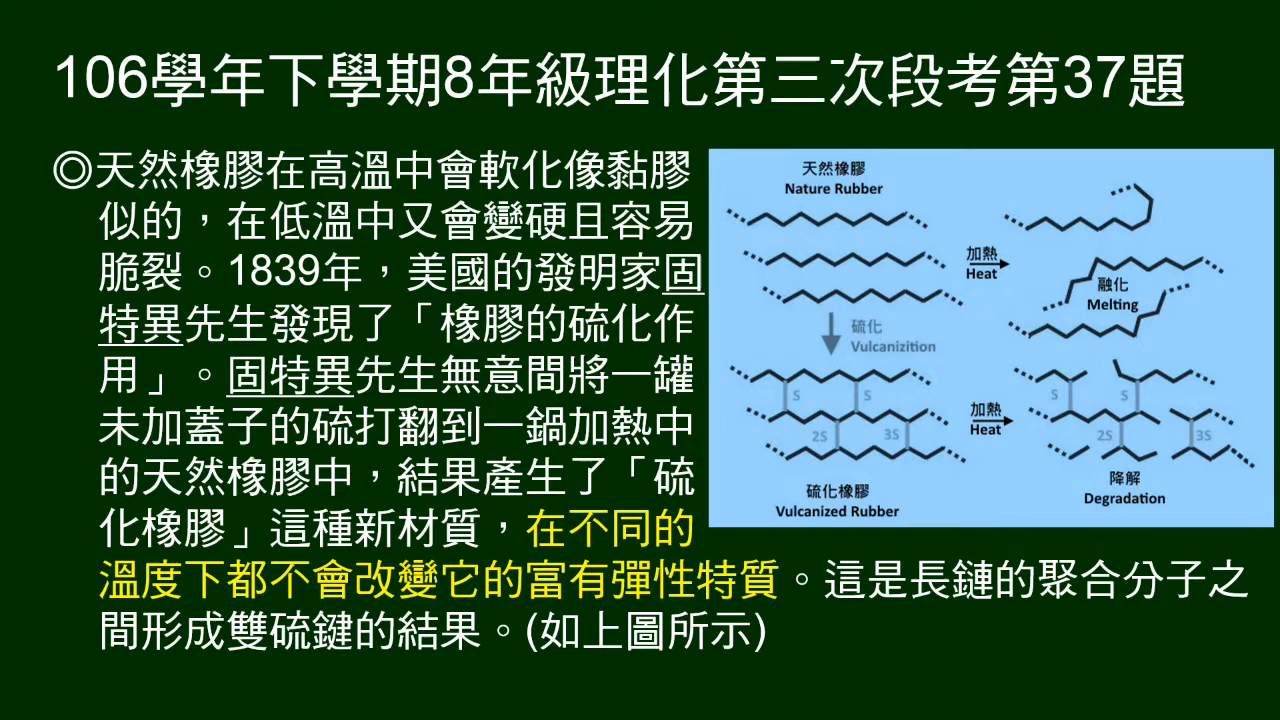 106學年下學期8年級理化第三次段考第37題
◎天然橡膠在高溫中會軟化像黏膠
似的，在低溫中又會變硬且容易
脆裂。1839年，美國的發明家固
特異先生發現了「橡膠的硫化作
用」。固特異先生無意間將一罐
未加蓋子的硫打翻到一鍋加熱中
的天然橡膠中，結果產生了「硫
化橡膠」這種新材質，在不同的
溫度下都不會改變它的富有彈性特質。這是長鏈的聚合分子之
間形成雙硫鍵的結果。(如上圖所示)
天然橡膠
Nature Rubber
加熱
Heat
融化
Melting
硫化
Vulcanizition
S
S
2S
3S
硫化橡膠
Vulcanized Rubber
加熱
Heat
S
S
2S
3S
降解
Degradation